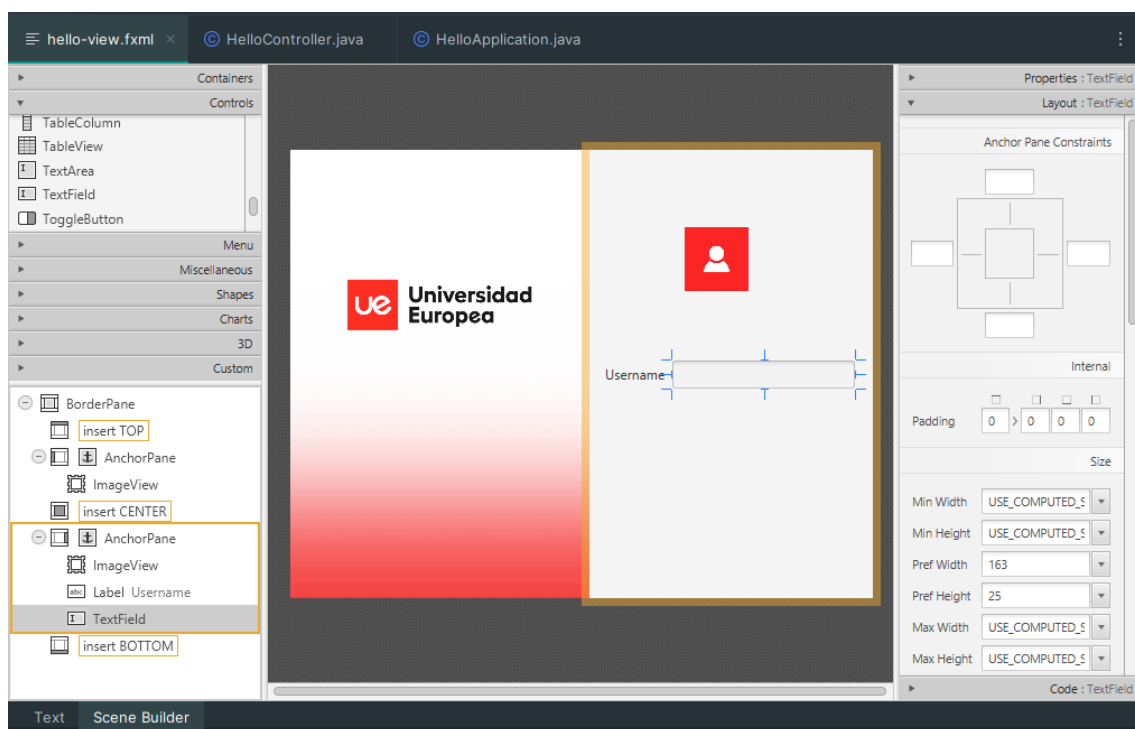 hello-view.fxml × HelloController.java HelloApplication.java
Containers
Controls
TableColumn
TableView
TextArea
TextField
ToggleButton
Menu
Miscellaneous
Shapes
Charts
3D
Custom
BorderPane
insert TOP
AnchorPane
ImageView
insert CENTER
AnchorPane
ImageView
abc Label Username
TextField
insert BOTTOM
ue Universidad
Europea
Username
Properties : TextField
Layout : TextField
Anchor Pane Constraints
Internal
Padding 0 > 0 0 0
Size
Min Width USE_COMPUTED_S
Min Height USE_COMPUTED_S
Pref Width 163
Pref Height 25
Max Width USE_COMPUTED_S
Max Height USE_COMPUTED_S
Code : TextField
Text Scene Builder